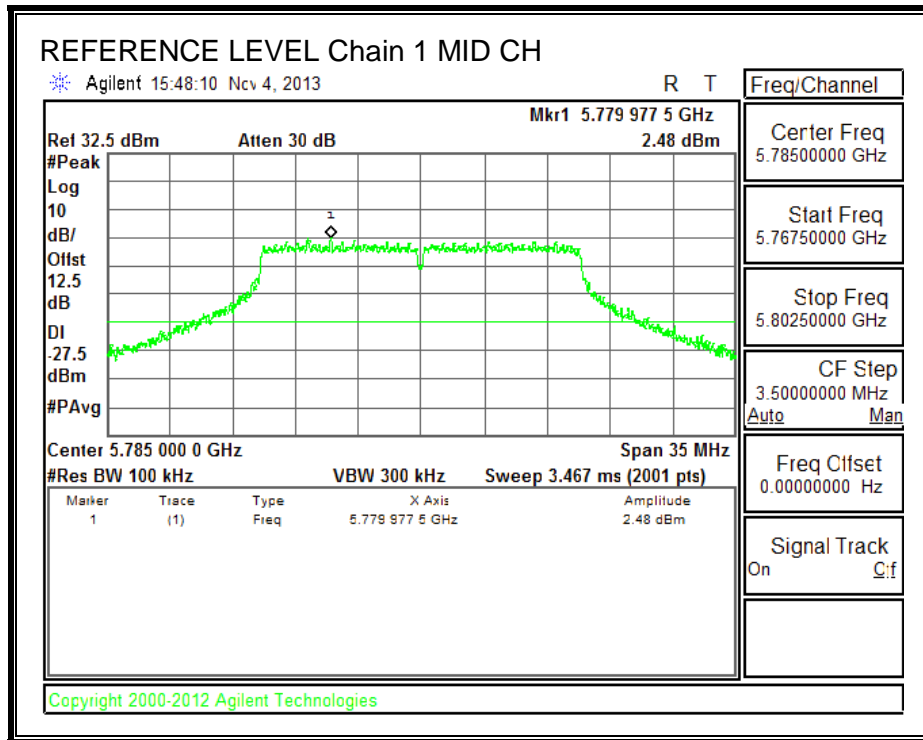 REFERENCE LEVEL Chain 1 MID CH
Agilent 15:48:10 Nov 4, 2013 R T
Mkr1 5.779 977 5 GHz
Ref 32.5 dBm Atten 30 dB 2.48 dBm
#Peak
Log
10
dB/
Offst
12.5
dB
DI
-27.5
dBm
#PAvg
1
Center 5.785 000 0 GHz Span 35 MHz
#Res BW 100 kHz VBW 300 kHz Sweep 3.467 ms (2001 pts)
Marker Trace Type X Axis Amplitude
1 (1) Freq 5.779 977 5 GHz 2.48 dBm
Freq/Channel
Center Freq
5.78500000 GHz
Start Freq
5.76750000 GHz
Stop Freq
5.80250000 GHz
CF Step
3.50000000 MHz
Auto Man
Freq Offset
0.00000000 Hz
Signal Track
On Off
Copyright 2000-2012 Agilent Technologies